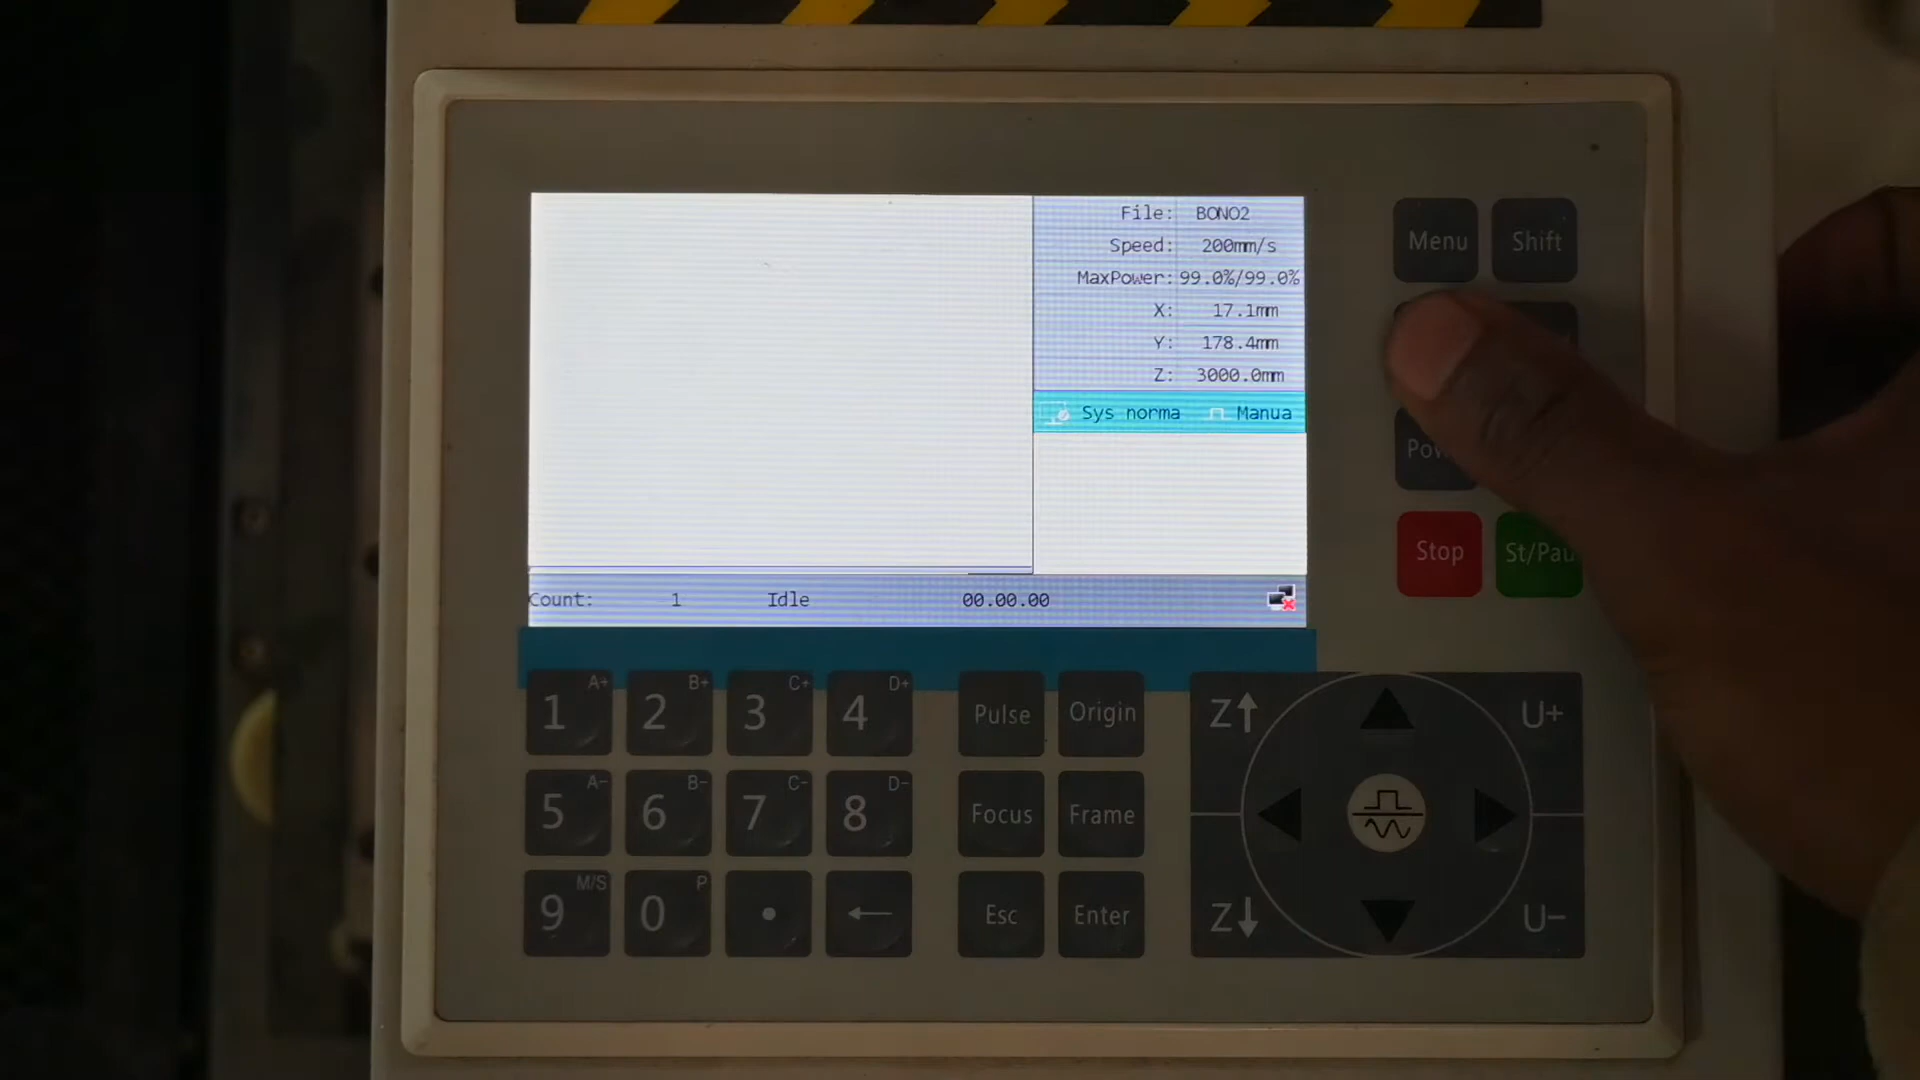 File: BONO2
Speed: 200mm/s
MaxPower: 99.0%/99.0%
X: 17.1mm
Y: 178.4mm
Z: 3000.0mm
Sys norma Manua
Count: 1 Idle 00.00.00
Menu Shift
Stop St/Pau
1 A+ 2 B+ 3 C+ 4 D+ Pulse Origin Z↑ U+
5 A- 6 B- 7 C- 8 D- Focus Frame
9 M/S 0 P • ← Esc Enter Z↓ U-